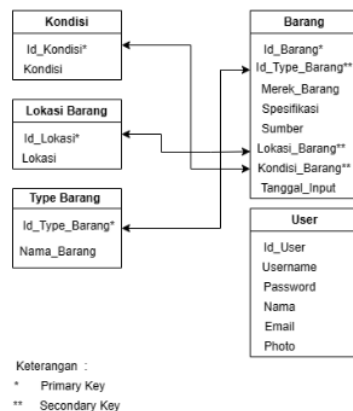 Kondisi
Id_Kondisi*
Kondisi
Lokasi Barang
Id_Lokasi*
Lokasi
Type Barang
Id_Type_Barang*
Nama_Barang
Barang
Id_Barang*
Id_Type_Barang**
Merek_Barang
Spesifikasi
Sumber
Lokasi_Barang**
Kondisi_Barang**
Tanggal_Input
User
Id_User
Username
Password
Nama
Email
Photo
Keterangan :
* Primary Key
** Secondary Key